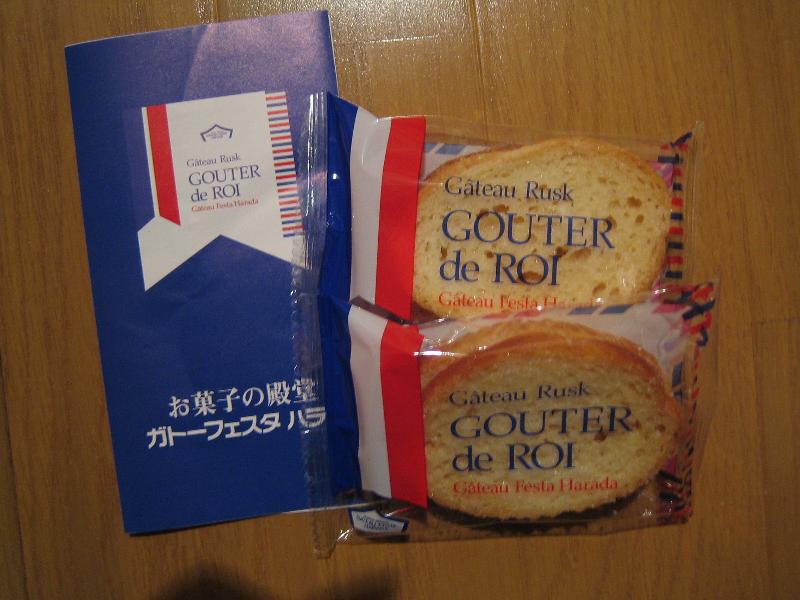 Gâteau Rusk
GOUTER
de ROI
Gâteau Festa Harada
お菓子の殿堂
ガトーフェスタ ハラ
Gâteau Rusk
GOUTER
de ROI
Gâteau Festa Harada
Gâteau Rusk
GOUTER
de ROI
Gâteau Festa Harada